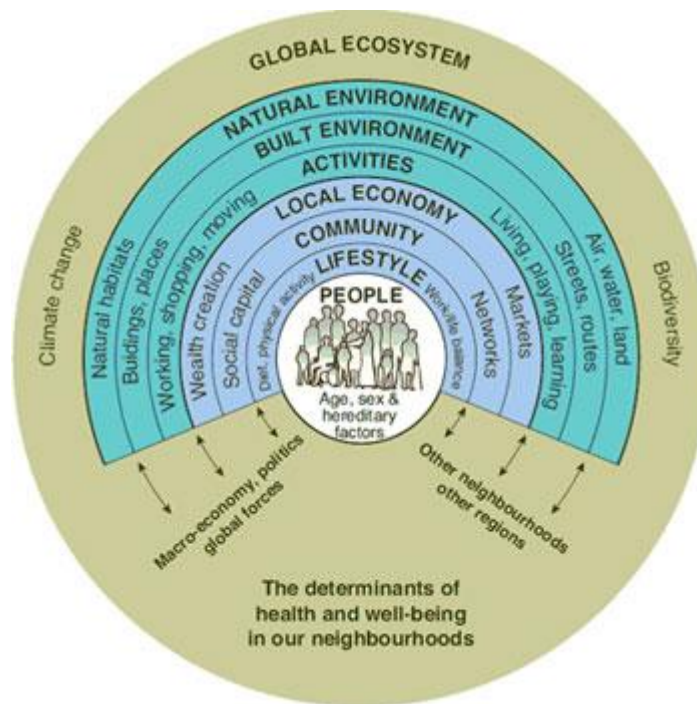 GLOBAL ECOSYSTEM
NATURAL ENVIRONMENT
BUILT ENVIRONMENT
ACTIVITIES
LOCAL ECONOMY
COMMUNITY
LIFESTYLE
PEOPLE
Age, sex &
hereditary
factors
Climate change
Natural habitats
Buidings, places
Working, shopping, moving
Wealth creation
Social capital
Diet, physical activity
Work/life balance
Networks
Markets
Living, playing, learning
Streets, routes
Air, water, land
Biodiversity
Macro-economy, politics
global forces
Other neighbourhoods
other regions
The determinants of
health and well-being
in our neighbourhoods